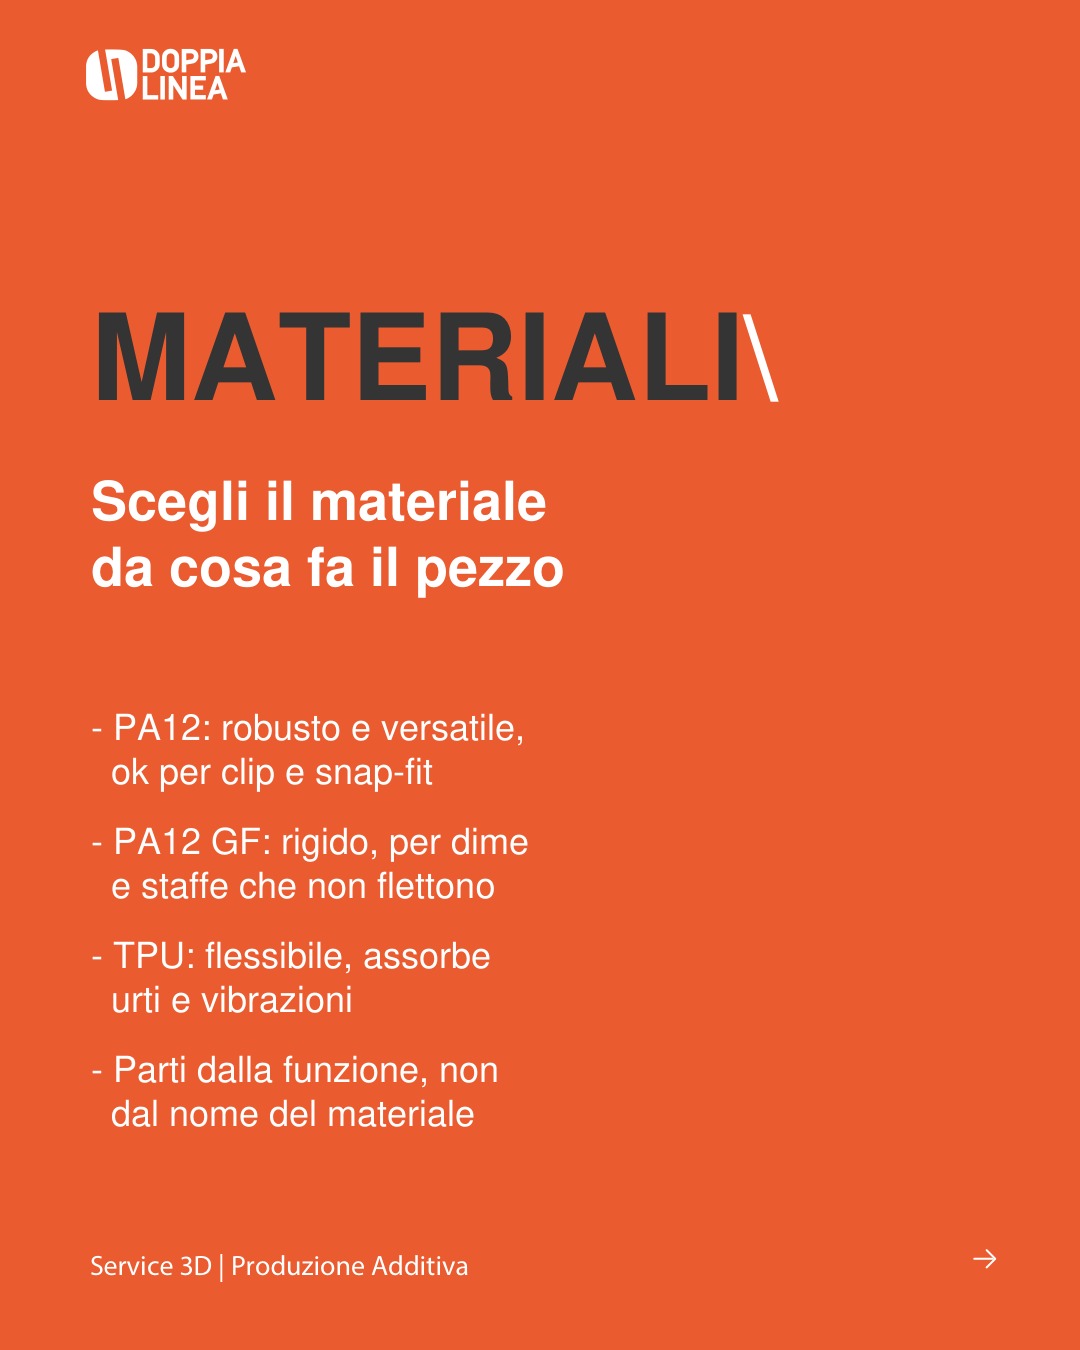 DOPPIA
LINEA
MATERIALI\
Scegli il materiale
da cosa fa il pezzo
- PA12: robusto e versatile,
ok per clip e snap-fit
- PA12 GF: rigido, per dime
e staffe che non flettono
- TPU: flessibile, assorbe
urti e vibrazioni
- Parti dalla funzione, non
dal nome del materiale
Service 3D | Produzione Additiva